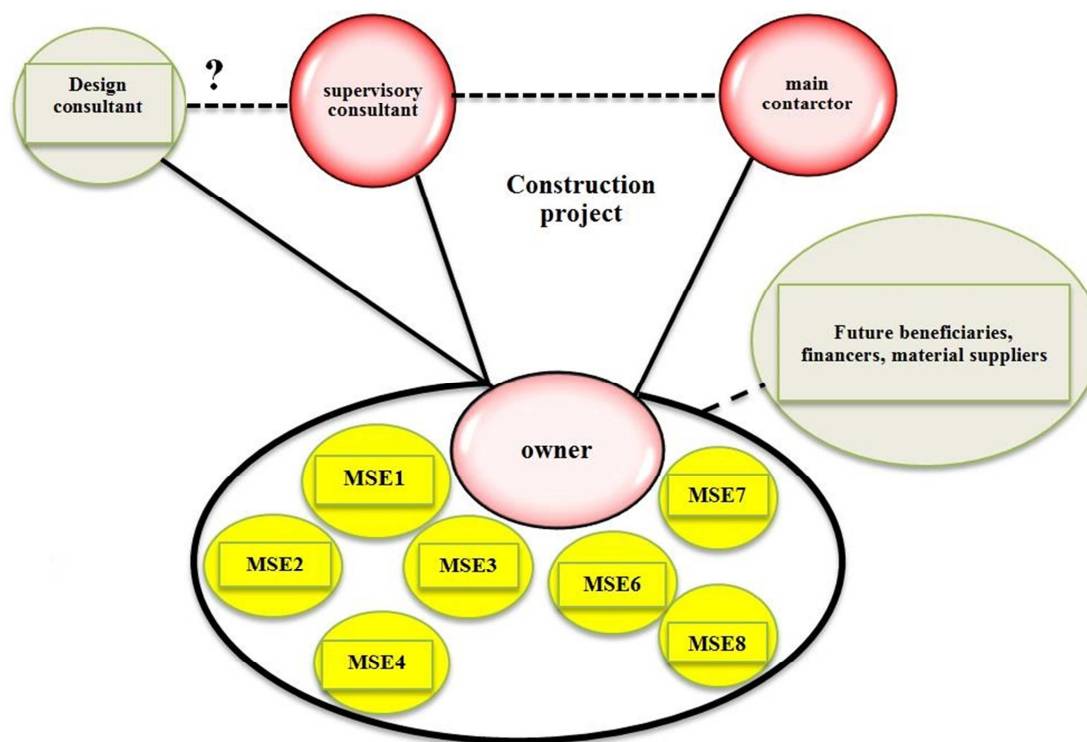 Design
consultant
?
supervisory
consultant
main
contarctor
Construction
project
Future beneficiaries,
financers, material suppliers
owner
MSE1
MSE7
MSE2
MSE3
MSE6
MSE8
MSE4